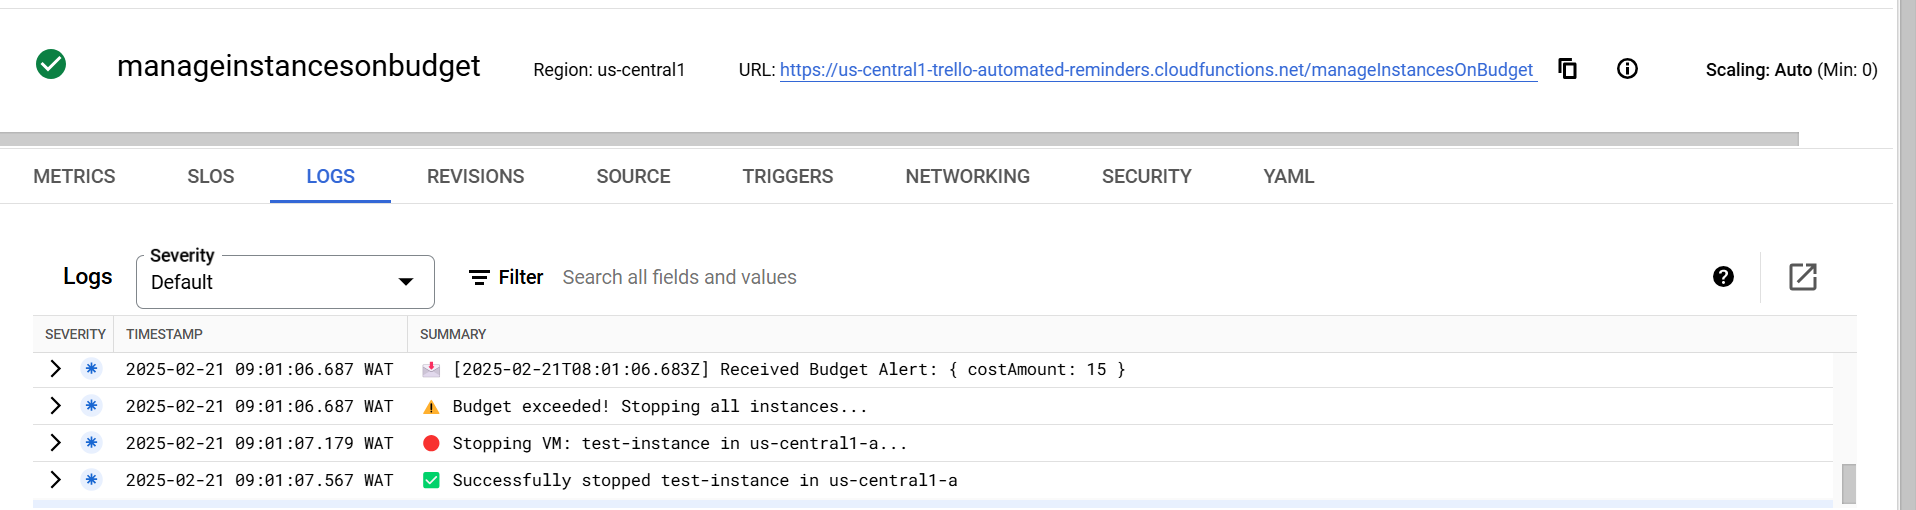 manageinstancesonbudget Region: us-central1 URL: https://us-central1-trello-automated-reminders.cloudfunctions.net/manageInstancesOnBudget Scaling: Auto (Min: 0)
METRICS SLOS LOGS REVISIONS SOURCE TRIGGERS NETWORKING SECURITY YAML
Severity
Logs Default Filter Search all fields and values
SEVERITY TIMESTAMP SUMMARY
2025-02-21 09:01:06.687 WAT 📩 [2025-02-21T08:01:06.683Z] Received Budget Alert: { costAmount: 15 }
2025-02-21 09:01:06.687 WAT ⚠️ Budget exceeded! Stopping all instances...
2025-02-21 09:01:07.179 WAT 🔴 Stopping VM: test-instance in us-central1-a...
2025-02-21 09:01:07.567 WAT ✅ Successfully stopped test-instance in us-central1-a